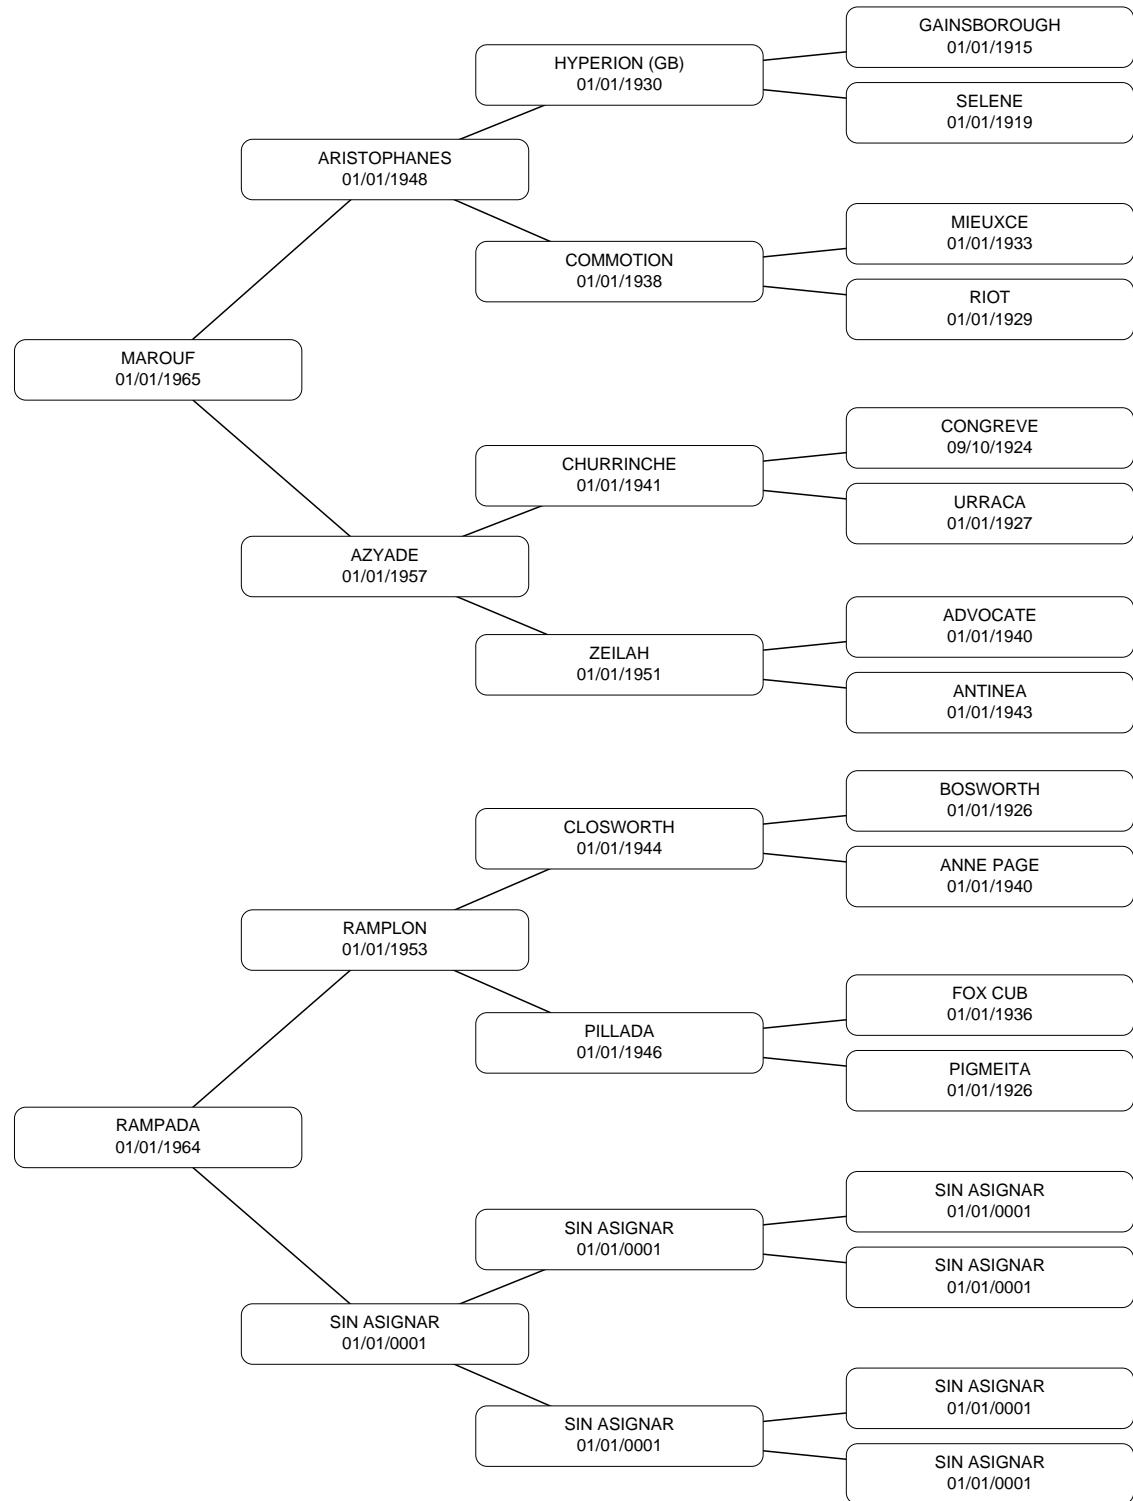 GAINSBOROUGH
01/01/1915
HYPERION (GB)
01/01/1930
SELENE
01/01/1919
ARISTOPHANES
01/01/1948
MIEUXCE
01/01/1933
COMMOTION
01/01/1938
RIOT
01/01/1929
MAROUF
01/01/1965
CONGREVE
09/10/1924
CHURRINCHE
01/01/1941
URRACA
01/01/1927
AZYADE
01/01/1957
ADVOCATE
01/01/1940
ZEILAH
01/01/1951
ANTINEA
01/01/1943
BOSWORTH
01/01/1926
CLOSWORTH
01/01/1944
ANNE PAGE
01/01/1940
RAMPLON
01/01/1953
FOX CUB
01/01/1936
PILLADA
01/01/1946
PIGMEITA
01/01/1926
RAMPADA
01/01/1964
SIN ASIGNAR
01/01/0001
SIN ASIGNAR
01/01/0001
SIN ASIGNAR
01/01/0001
SIN ASIGNAR
01/01/0001
SIN ASIGNAR
01/01/0001
SIN ASIGNAR
01/01/0001
SIN ASIGNAR
01/01/0001